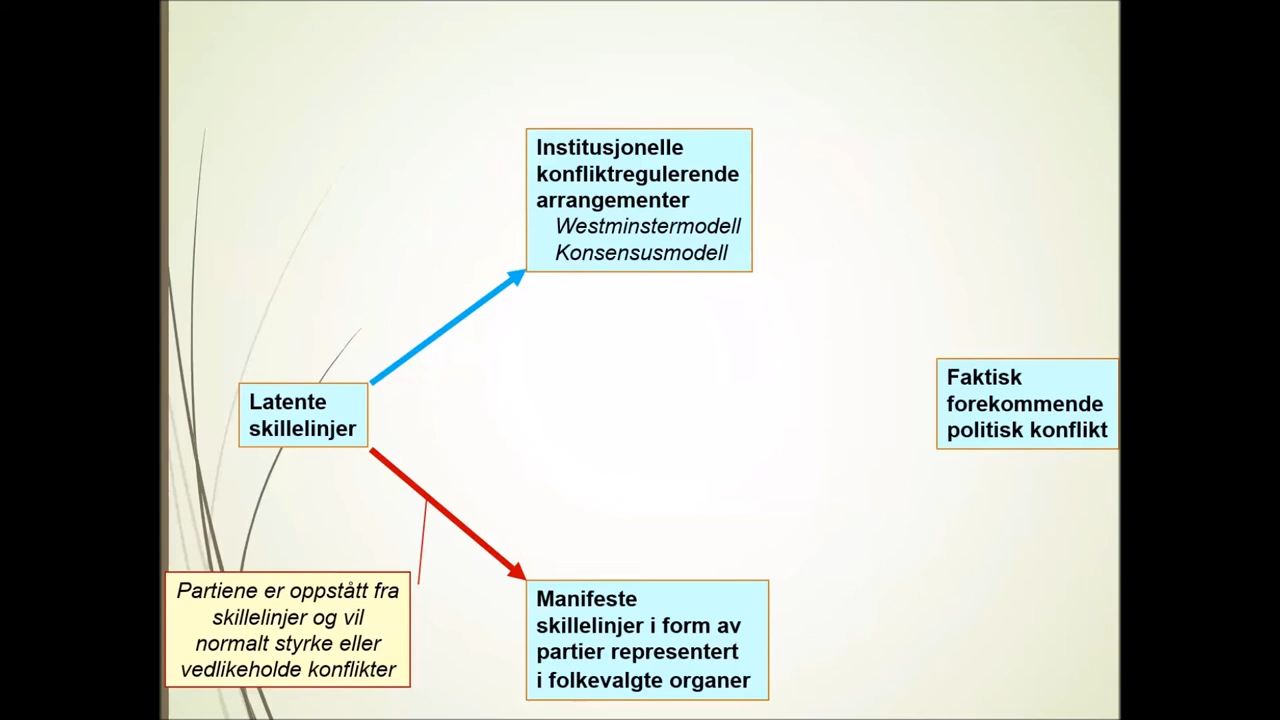 Institusjonelle
konfliktregulerende
arrangementer
Westminstermodell
Konsensusmodell
Latente
skillelinjer
Faktisk
forekommende
politisk konflikt
Partiene er oppstått fra
skillelinjer og vil
normalt styrke eller
vedlikeholde konflikter
Manifeste
skillelinjer i form av
partier representert
i folkevalgte organer